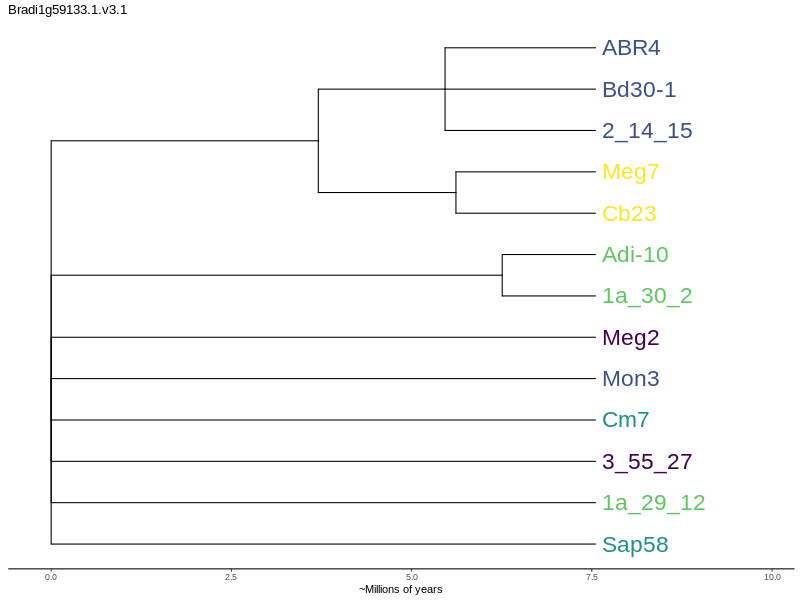 Bradi1g59133.1.v3.1
ABR4
Bd30-1
2_14_15
Meg7
Cb23
Adi-10
1a_30_2
Meg2
Mon3
Cm7
3_55_27
1a_29_12
Sap58
0.0 2.5 5.0 7.5 10.0
~Millions of years